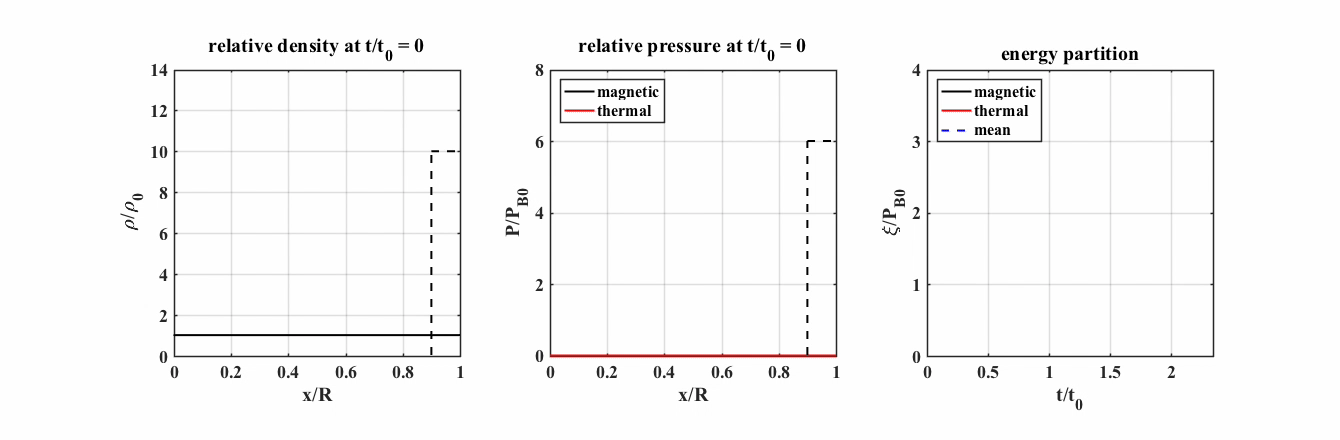 relative density at t/t0 = 0
14
12
10
8
6
4
2
0
ρ/ρ0
0 0.2 0.4 0.6 0.8 1
x/R
relative pressure at t/t0 = 0
magnetic
thermal
8
6
4
2
0
P/PB0
0 0.2 0.4 0.6 0.8 1
x/R
energy partition
magnetic
thermal
mean
4
3
2
1
0
ξ/PB0
0 0.5 1 1.5 2
t/t0